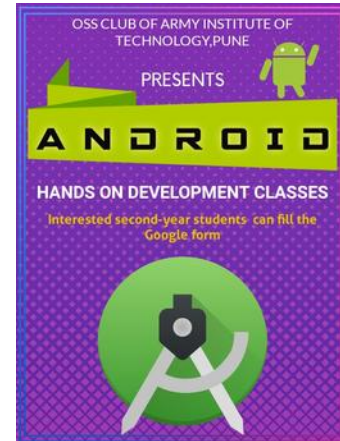 OSS CLUB OF ARMY INSTITUTE OF
TECHNOLOGY,PUNE
PRESENTS
ANDROID
HANDS ON DEVELOPMENT CLASSES
Interested second-year students can fill the
Google form